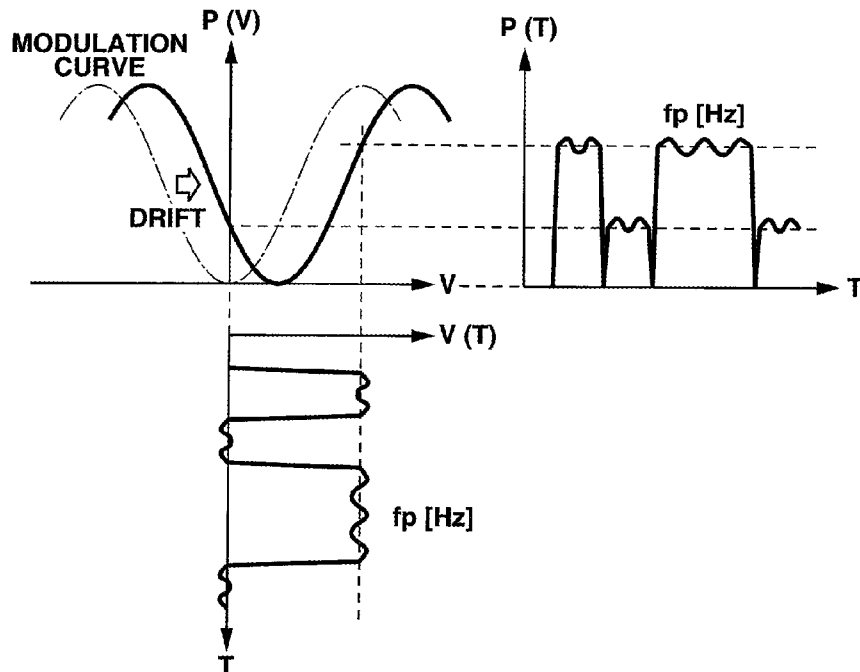 P (V)
MODULATION
CURVE
DRIFT
V
P (T)
fp [Hz]
T
V (T)
fp [Hz]
T